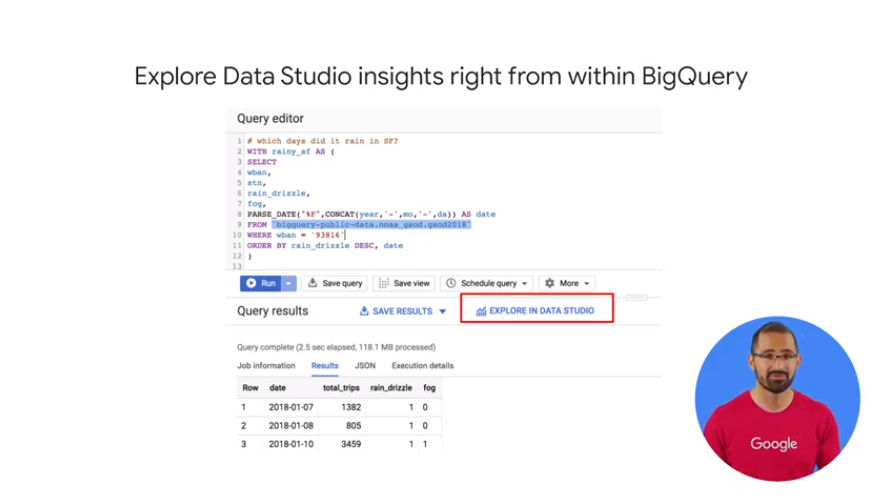 Explore Data Studio insights right from within BigQuery
Query editor
1 # which days did it rain in SF?
2 WITH rainy_sf AS (
3 SELECT
4 wban,
5 stn,
6 rain_drizzle,
7 fog,
8 PARSE_DATE("%F",CONCAT(year,'-',mo,'-',da)) AS date
9 FROM `bigquery-public-data.noaa_gsod.gsod2018`
10 WHERE wban = '93816'
11 ORDER BY rain_drizzle DESC, date
12 )
13
Run Save query Save view Schedule query More
Query results SAVE RESULTS EXPLORE IN DATA STUDIO
Query complete (2.5 sec elapsed, 118.1 MB processed)
Job information Results JSON Execution details
Row date total_trips rain_drizzle fog
1 2018-01-07 1382 1 0
2 2018-01-08 805 1 0
3 2018-01-10 3459 1 1
Google